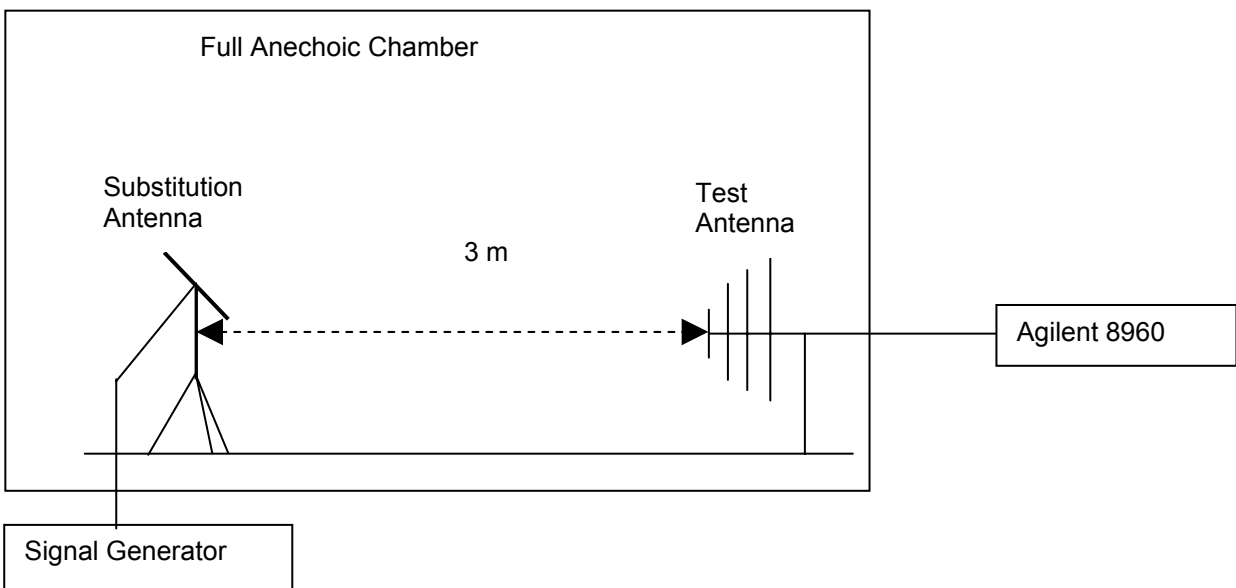 Full Anechoic Chamber
Substitution
Antenna
Test
Antenna
3 m
Agilent 8960
Signal Generator